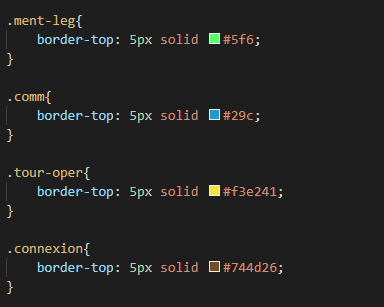 .ment-leg{
border-top: 5px solid #5f6;
}
.comm{
border-top: 5px solid #29c;
}
.tour-oper{
border-top: 5px solid #f3e241;
}
.connexion{
border-top: 5px solid #744d26;
}